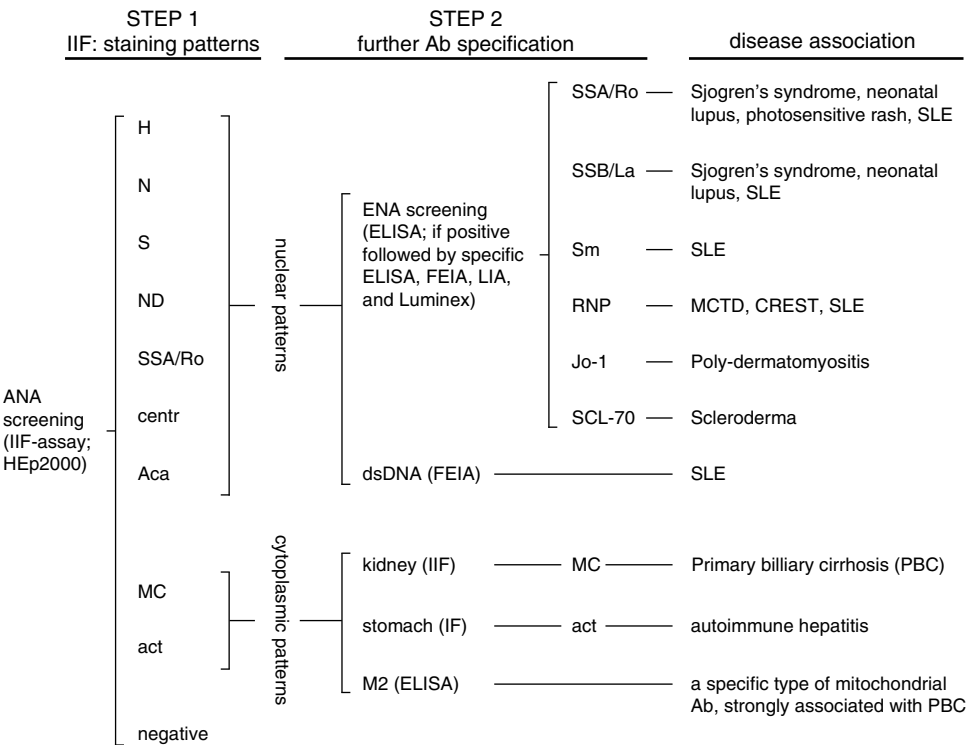 STEP 1
IIF: staining patterns
STEP 2
further Ab specification
disease association
ANA
screening
(IIF-assay;
HEp2000)
H
N
S
ND
SSA/Ro
centr
Aca
MC
act
negative
nuclear patterns
cytoplasmic patterns
ENA screening
(ELISA; if positive
followed by specific
ELISA, FEIA, LIA,
and Luminex)
dsDNA (FEIA)
SLE
SSA/Ro
Sjogren's syndrome, neonatal
lupus, photosensitive rash, SLE
SSB/La
Sjogren's syndrome, neonatal
lupus, SLE
Sm
SLE
RNP
MCTD, CREST, SLE
Jo-1
Poly-dermatomyositis
SCL-70
Scleroderma
kidney (IIF)
MC
Primary billiary cirrhosis (PBC)
stomach (IF)
act
autoimmune hepatitis
M2 (ELISA)
a specific type of mitochondrial
Ab, strongly associated with PBC